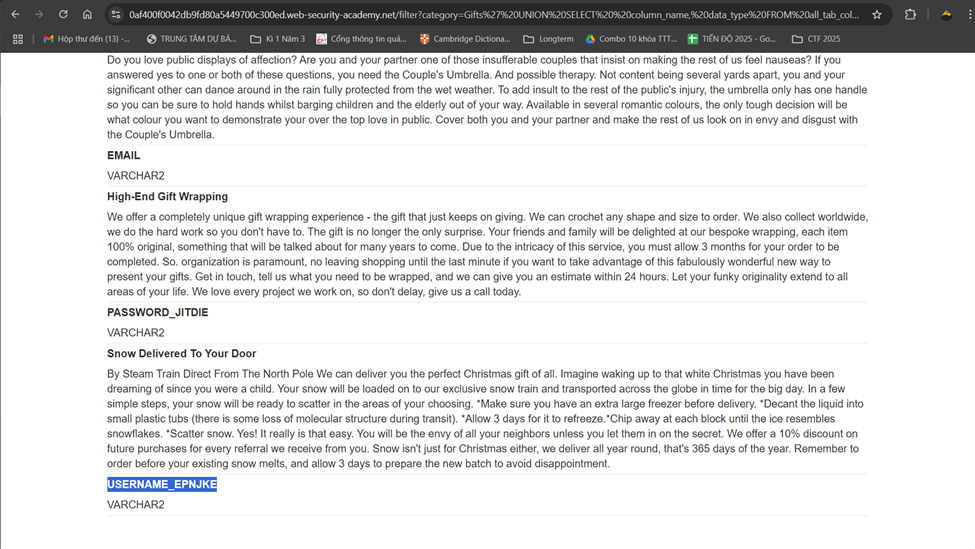 0af400f0042db9fd80a5449700c300ed.web-security-academy.net/filter?category=Gifts%27%20UNION%20SELECT%20%20column_name,%20data_type%20FROM%20all_tab_col...
Hộp thư đến (13) -...
TRUNG TÂM DỰ BÁ...
Kì 1 Năm 3
Cổng thông tin quả...
Cambridge Dictiona...
Longterm
Combo 10 khóa TTT...
TIẾN ĐỘ 2025 - Go...
CTF 2025
Do you love public displays of affection? Are you and your partner one of those insufferable couples that insist on making the rest of us feel nauseas? If you
answered yes to one or both of these questions, you need the Couple's Umbrella. And possible therapy. Not content being several yards apart, you and your
significant other can dance around in the rain fully protected from the wet weather. To add insult to the rest of the public's injury, the umbrella only has one handle
so you can be sure to hold hands whilst barging children and the elderly out of your way. Available in several romantic colours, the only tough decision will be
what colour you want to demonstrate your over the top love in public. Cover both you and your partner and make the rest of us look on in envy and disgust with
the Couple's Umbrella.
EMAIL
VARCHAR2
High-End Gift Wrapping
We offer a completely unique gift wrapping experience - the gift that just keeps on giving. We can crochet any shape and size to order. We also collect worldwide,
we do the hard work so you don't have to. The gift is no longer the only surprise. Your friends and family will be delighted at our bespoke wrapping, each item
100% original, something that will be talked about for many years to come. Due to the intricacy of this service, you must allow 3 months for your order to be
completed. So. organization is paramount, no leaving shopping until the last minute if you want to take advantage of this fabulously wonderful new way to
present your gifts. Get in touch, tell us what you need to be wrapped, and we can give you an estimate within 24 hours. Let your funky originality extend to all
areas of your life. We love every project we work on, so don't delay, give us a call today.
PASSWORD_JITDIE
VARCHAR2
Snow Delivered To Your Door
By Steam Train Direct From The North Pole We can deliver you the perfect Christmas gift of all. Imagine waking up to that white Christmas you have been
dreaming of since you were a child. Your snow will be loaded on to our exclusive snow train and transported across the globe in time for the big day. In a few
simple steps, your snow will be ready to scatter in the areas of your choosing. *Make sure you have an extra large freezer before delivery. *Decant the liquid into
small plastic tubs (there is some loss of molecular structure during transit). *Allow 3 days for it to refreeze.*Chip away at each block until the ice resembles
snowflakes. *Scatter snow. Yes! It really is that easy. You will be the envy of all your neighbors unless you let them in on the secret. We offer a 10% discount on
future purchases for every referral we receive from you. Snow isn't just for Christmas either, we deliver all year round, that's 365 days of the year. Remember to
order before your existing snow melts, and allow 3 days to prepare the new batch to avoid disappointment.
USERNAME_EPNJKE
VARCHAR2